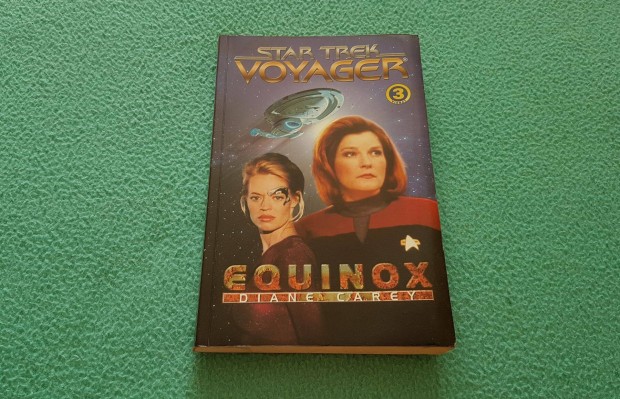 STAR TREK
VOYAGER
3
EQUINOX
DIANE CAREY